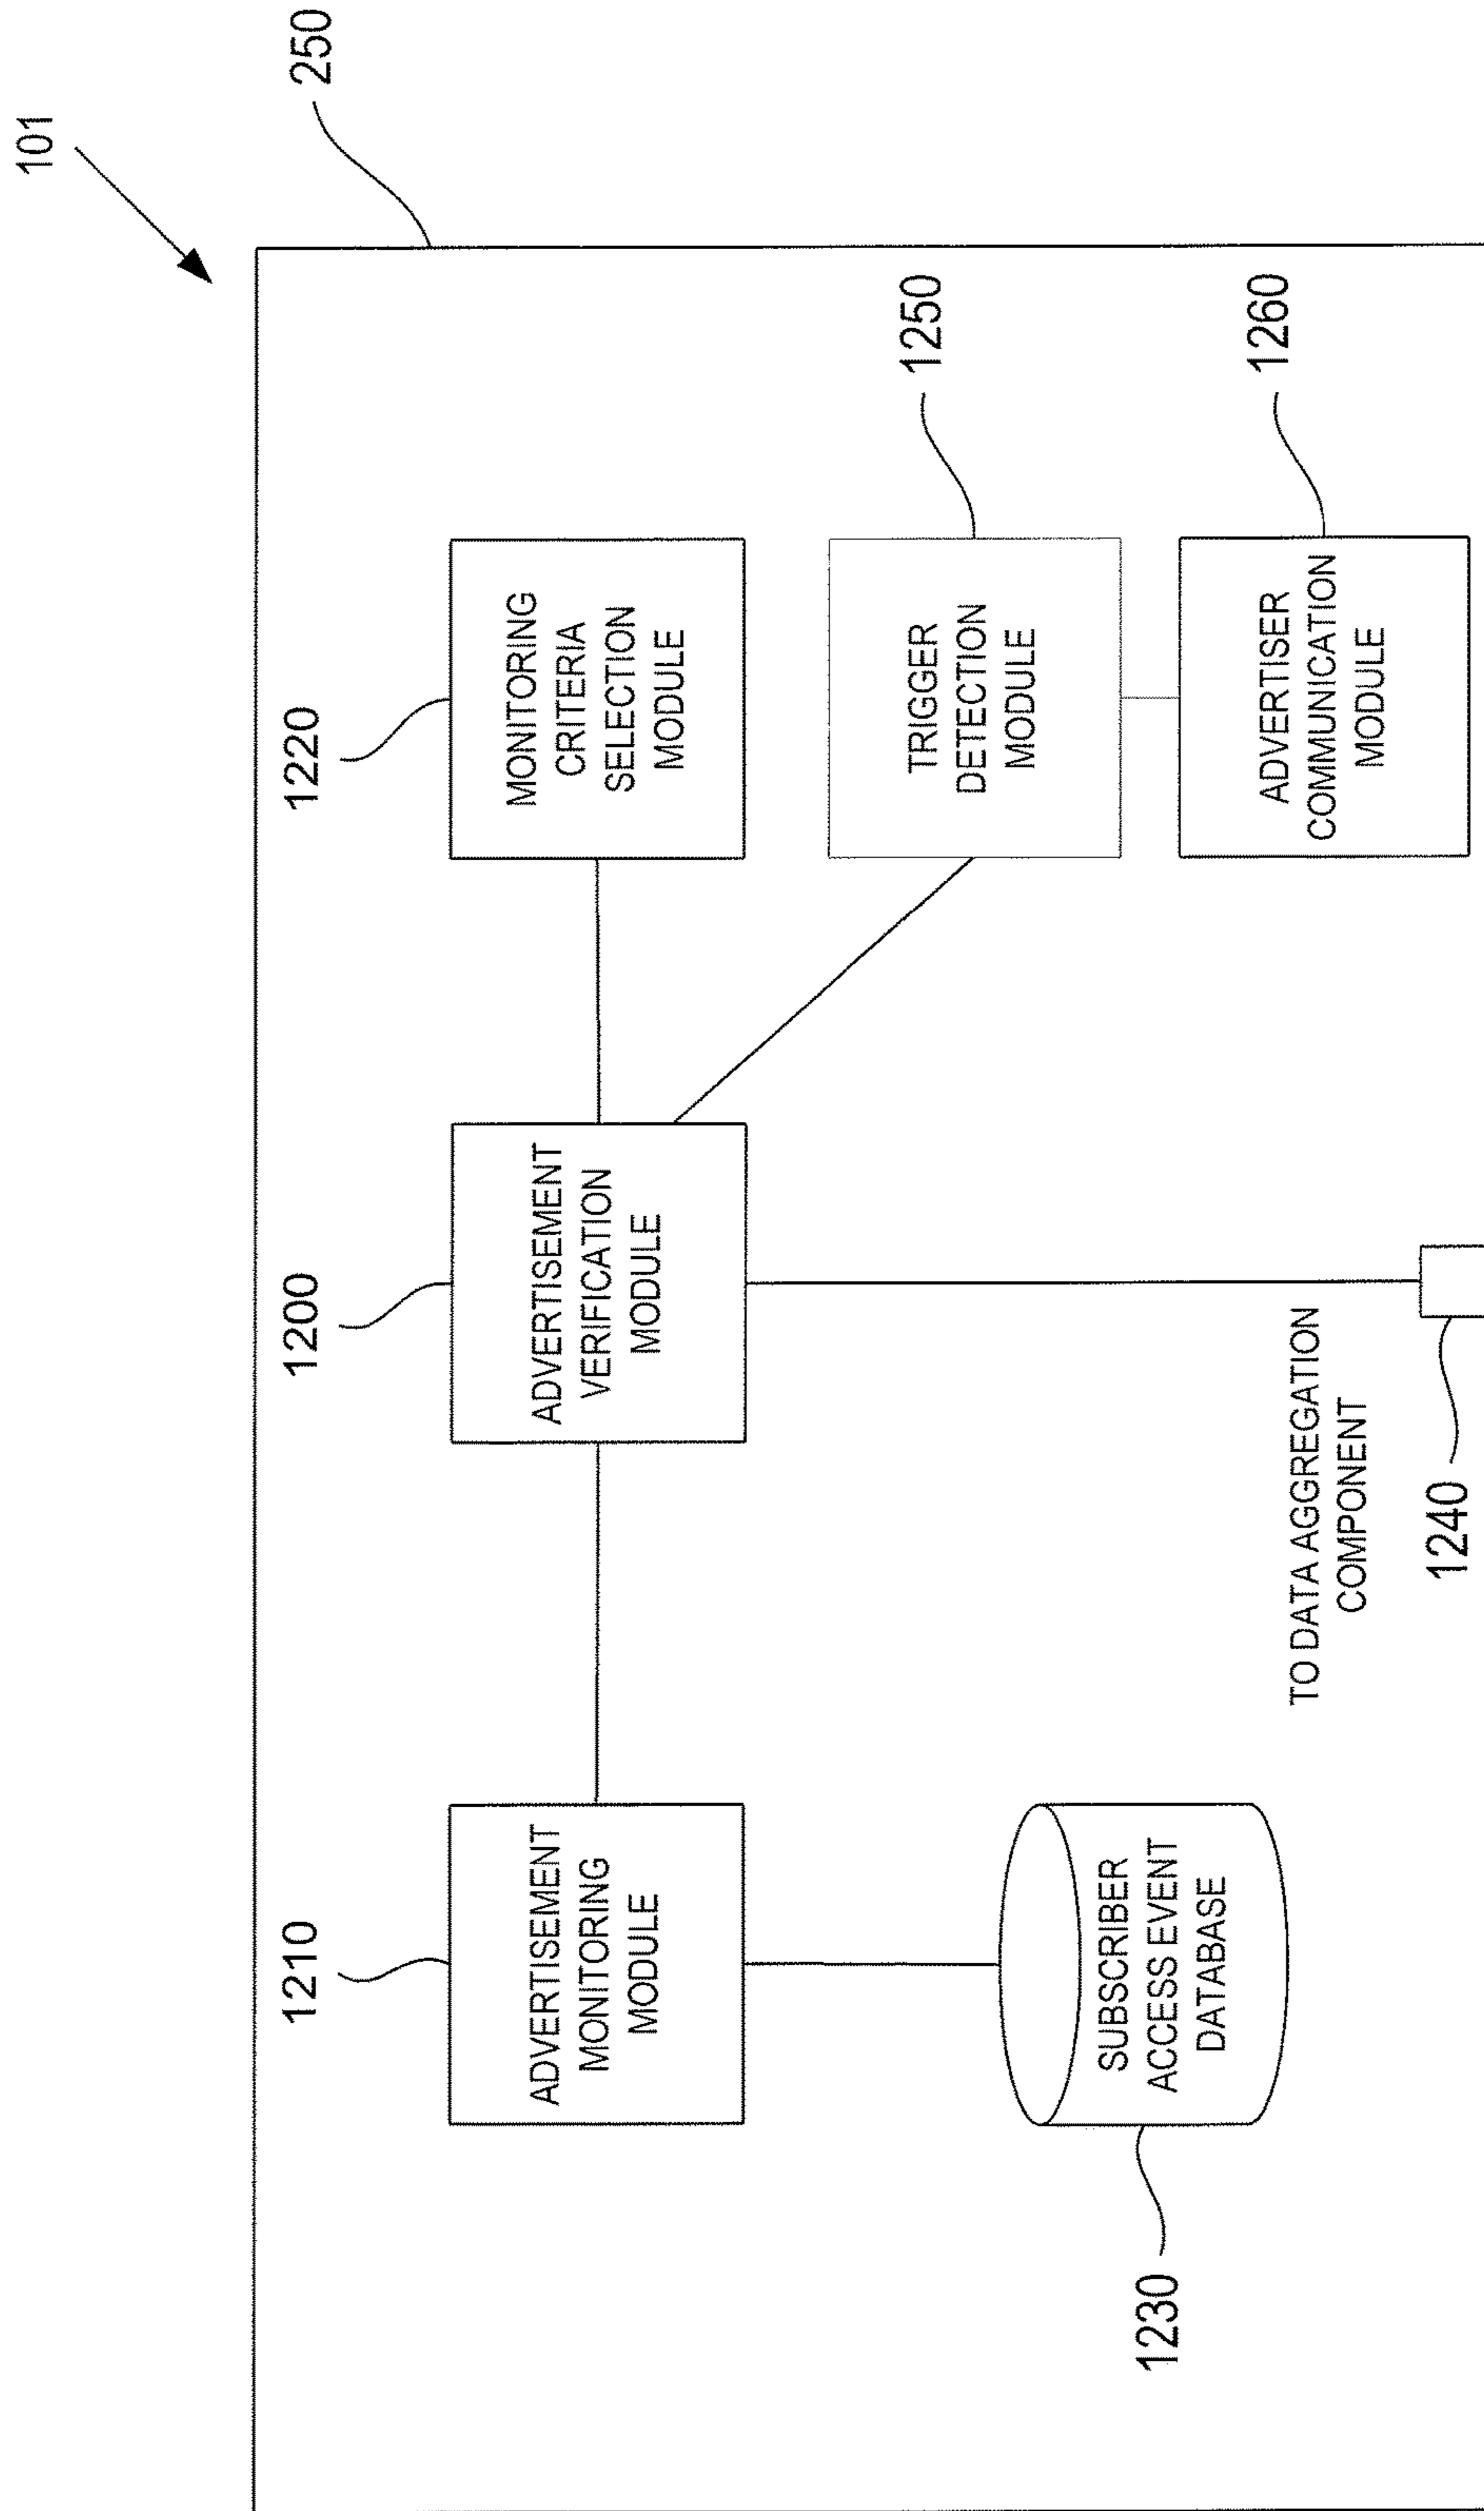 101
250
1210
1200
1220
ADVERTISEMENT
MONITORING
MODULE
ADVERTISEMENT
VERIFICATION
MODULE
MONITORING
CRITERIA
SELECTION
MODULE
1250
TRIGGER
DETECTION
MODULE
1230
SUBSCRIBER
ACCESS EVENT
DATABASE
1260
ADVERTISER
COMMUNICATION
MODULE
TO DATA AGGREGATION
COMPONENT
1240